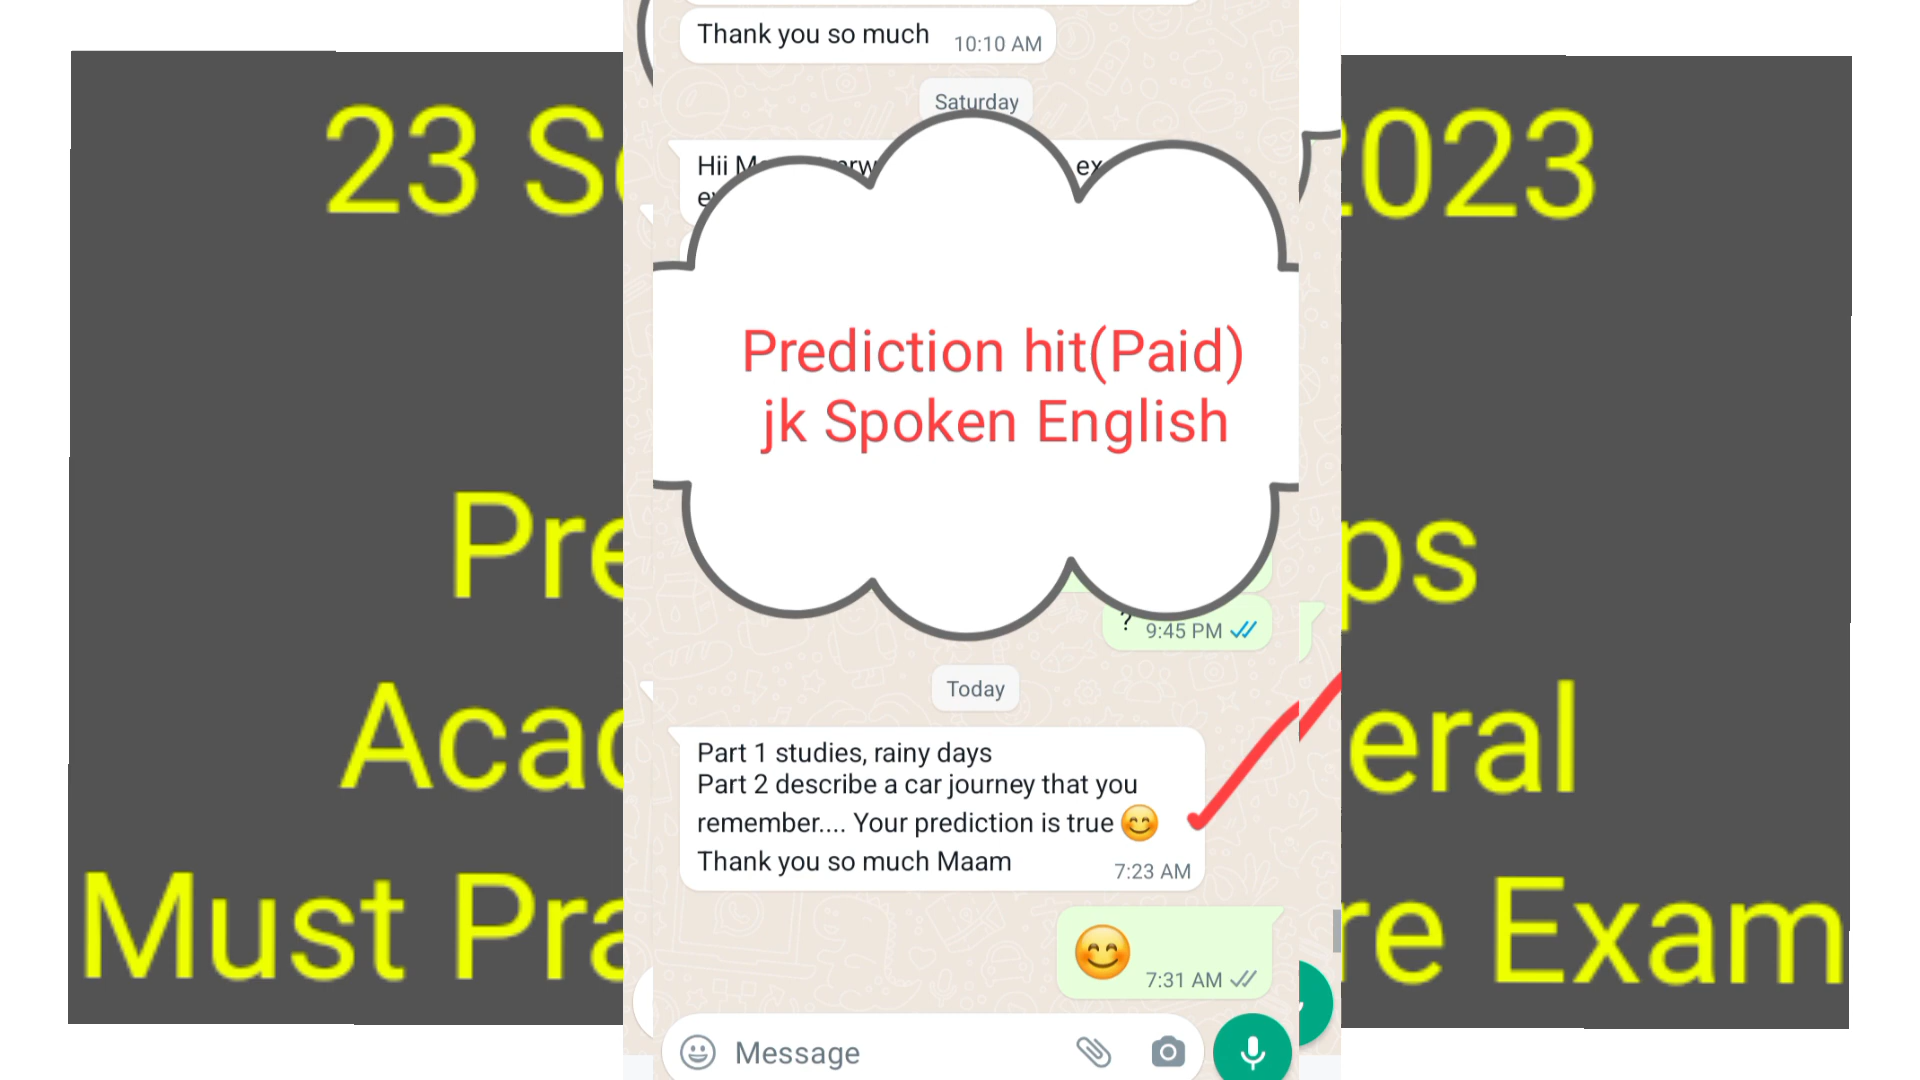 23 S 2023
Pre ps
Acad eral
Must Pra re Exam
Thank you so much 10:10 AM
Saturday
Hii
Prediction hit(Paid)
jk Spoken English
? 9:45 PM
Today
Part 1 studies, rainy days
Part 2 describe a car journey that you
remember.... Your prediction is true 😊
Thank you so much Maam 7:23 AM
😊 7:31 AM
Message